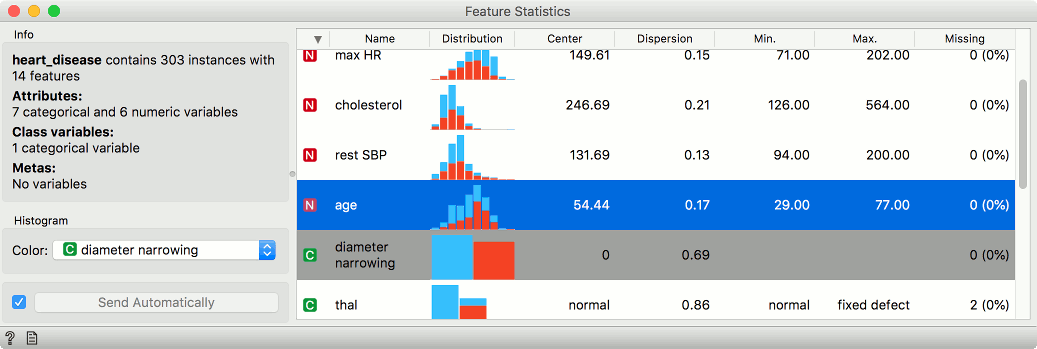 Feature Statistics
Info
heart_disease contains 303 instances with
14 features
Attributes:
7 categorical and 6 numeric variables
Class variables:
1 categorical variable
Metas:
No variables
Histogram
Color: C diameter narrowing
Send Automatically
Name Distribution Center Dispersion Min. Max. Missing
N max HR 149.61 0.15 71.00 202.00 0 (0%)
N cholesterol 246.69 0.21 126.00 564.00 0 (0%)
N rest SBP 131.69 0.13 94.00 200.00 0 (0%)
N age 54.44 0.17 29.00 77.00 0 (0%)
C diameter narrowing 0 0.69 0 (0%)
C thal normal 0.86 normal fixed defect 2 (0%)
?